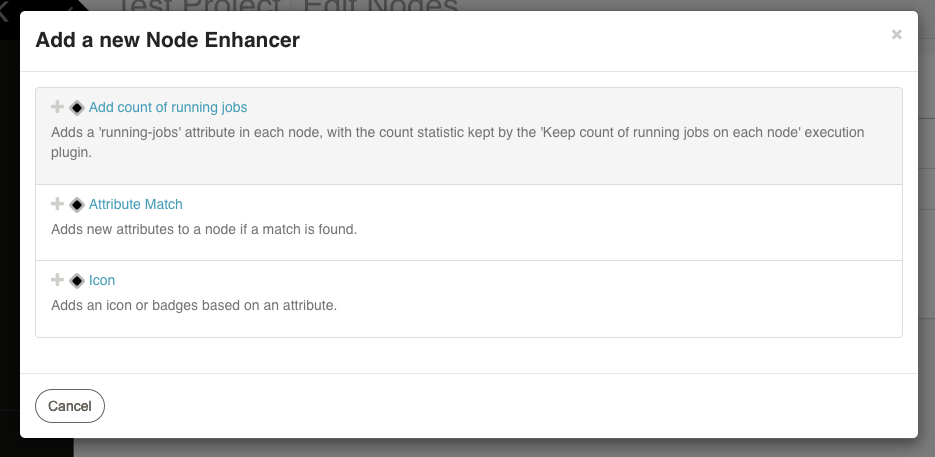 Test Project Edit Nodes
Add a new Node Enhancer
×
Add count of running jobs
Adds a 'running-jobs' attribute in each node, with the count statistic kept by the 'Keep count of running jobs on each node' execution
plugin.
Attribute Match
Adds new attributes to a node if a match is found.
Icon
Adds an icon or badges based on an attribute.
Cancel